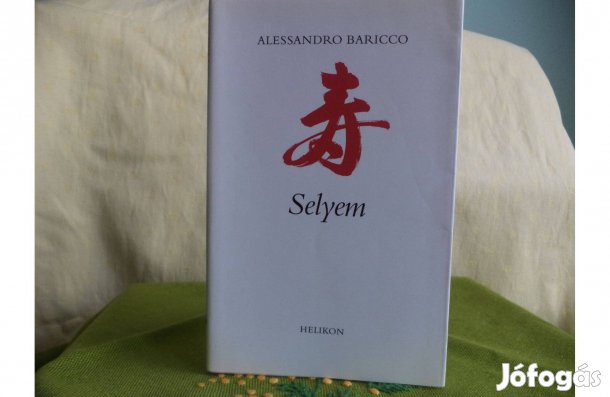 ALESSANDRO BARICCO
寿
Selyem
HELIKON
Jófogás